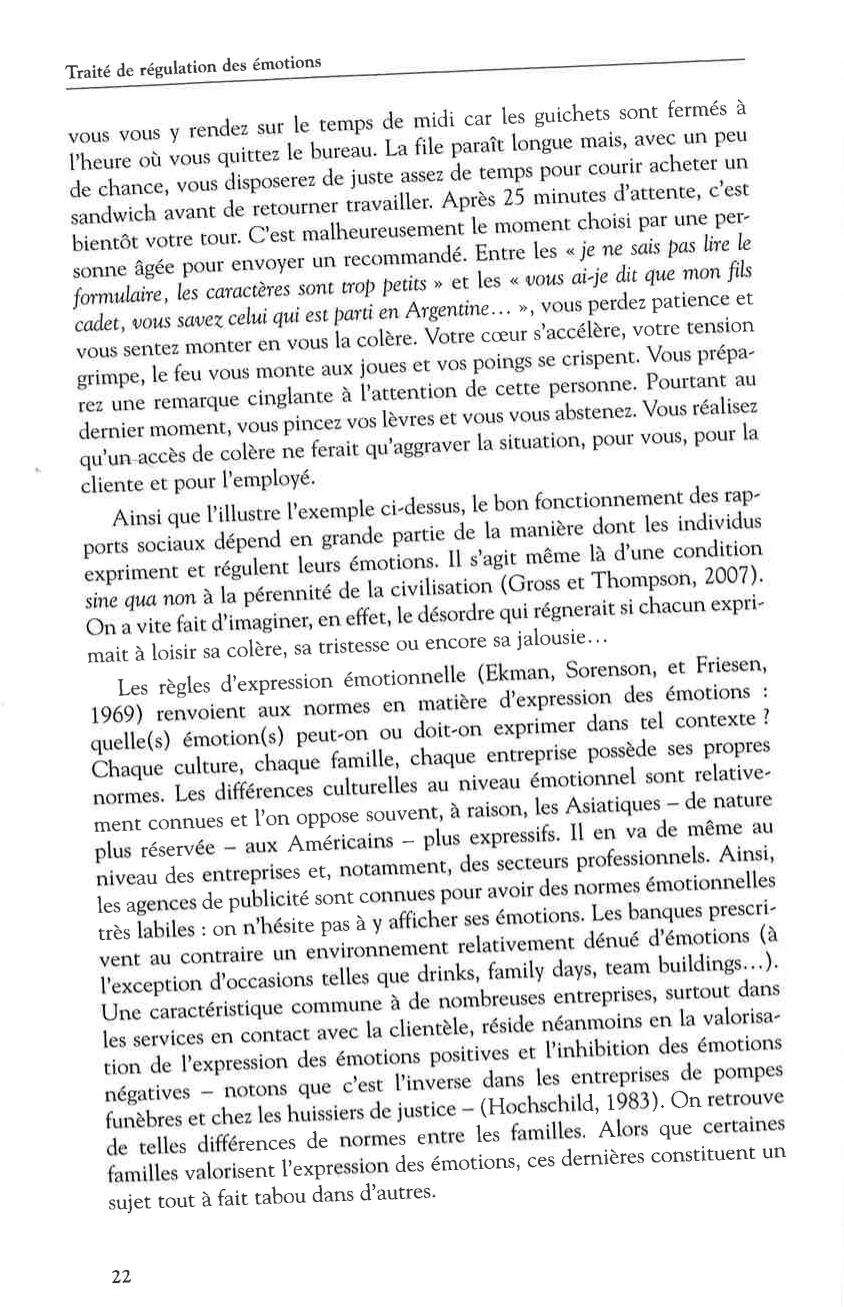 Traité de régulation des émotions
vous vous y rendez sur le temps de midi car les guichets sont fermés à
l'heure où vous quittez le bureau. La file paraît longue mais, avec un peu
de chance, vous disposerez de juste assez de temps pour courir acheter un
sandwich avant de retourner travailler. Après 25 minutes d'attente, c'est
bientôt votre tour. C'est malheureusement le moment choisi par une per-
sonne âgée pour envoyer un recommandé. Entre les « je ne sais pas lire le
formulaire, les caractères sont trop petits » et les « vous ai-je dit que mon fils
cadet, vous savez celui qui est parti en Argentine... », vous perdez patience et
vous sentez monter en vous la colère. Votre cœur s'accélère, votre tension
grimpe, le feu vous monte aux joues et vos poings se crispent. Vous prépa-
rez une remarque cinglante à l'attention de cette personne. Pourtant au
dernier moment, vous pincez vos lèvres et vous vous abstenez. Vous réalisez
qu'un accès de colère ne ferait qu'aggraver la situation, pour vous, pour la
cliente et pour l'employé.
Ainsi que l'illustre l'exemple ci-dessus, le bon fonctionnement des rap-
ports sociaux dépend en grande partie de la manière dont les individus
expriment et régulent leurs émotions. Il s'agit même là d'une condition
sine qua non à la pérennité de la civilisation (Gross et Thompson, 2007).
On a vite fait d'imaginer, en effet, le désordre qui régnerait si chacun expri-
mait à loisir sa colère, sa tristesse ou encore sa jalousie...
Les règles d'expression émotionnelle (Ekman, Sorenson, et Friesen,
1969) renvoient aux normes en matière d'expression des émotions :
quelle(s) émotion(s) peut-on ou doit-on exprimer dans tel contexte ?
Chaque culture, chaque famille, chaque entreprise possède ses propres
normes. Les différences culturelles au niveau émotionnel sont relative-
ment connues et l'on oppose souvent, à raison, les Asiatiques – de nature
plus réservée – aux Américains – plus expressifs. Il en va de même au
niveau des entreprises et, notamment, des secteurs professionnels. Ainsi,
les agences de publicité sont connues pour avoir des normes émotionnelles
très labiles : on n'hésite pas à y afficher ses émotions. Les banques prescri-
vent au contraire un environnement relativement dénué d'émotions (à
l'exception d'occasions telles que drinks, family days, team buildings...).
Une caractéristique commune à de nombreuses entreprises, surtout dans
les services en contact avec la clientèle, réside néanmoins en la valorisa-
tion de l'expression des émotions positives et l'inhibition des émotions
négatives – notons que c'est l'inverse dans les entreprises de pompes
funèbres et chez les huissiers de justice – (Hochschild, 1983). On retrouve
de telles différences de normes entre les familles. Alors que certaines
familles valorisent l'expression des émotions, ces dernières constituent un
sujet tout à fait tabou dans d'autres.
22